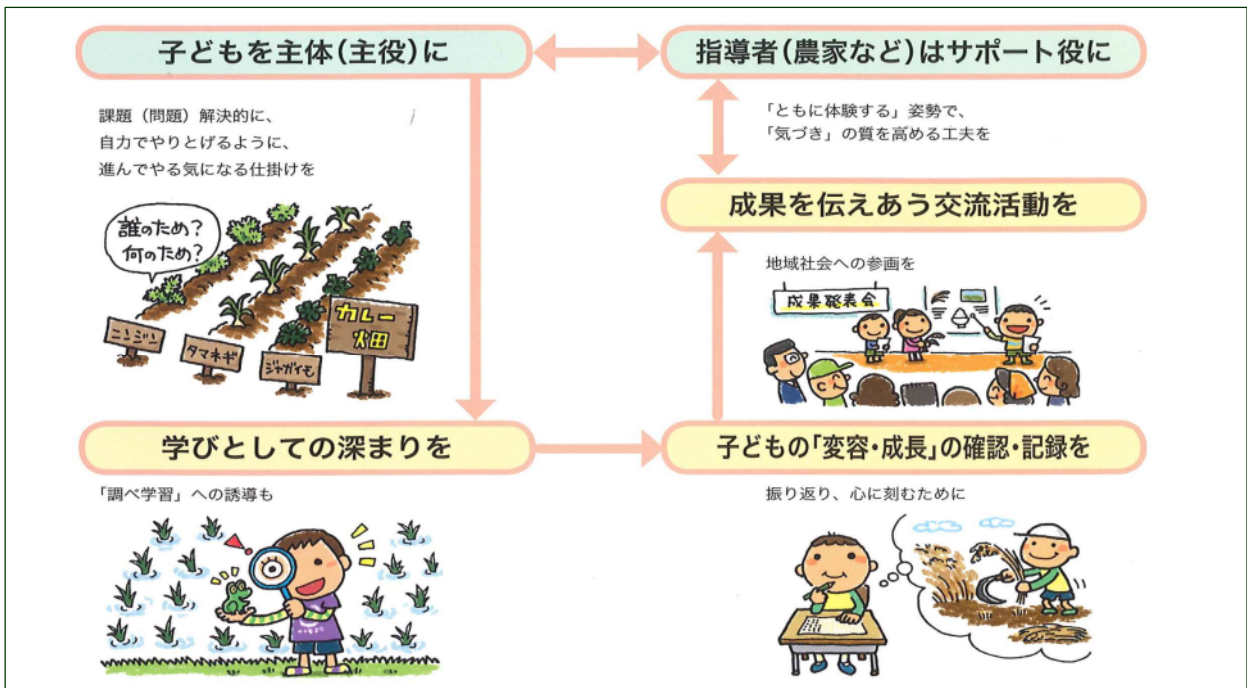 子どもを主体(主役)に
課題(問題)解決的に、
自力でやりとげるように、
進んでやる気になる仕掛けを
誰のため?
何のため?
ニンジン
タマネギ
ジャガイモ
カレー
畑
学びとしての深まりを
「調べ学習」への誘導も
指導者(農家など)はサポート役に
「ともに体験する」姿勢で、
「気づき」の質を高める工夫を
成果を伝えあう交流活動を
地域社会への参画を
成果発表会
子どもの「変容・成長」の確認・記録を
振り返り、心に刻むために